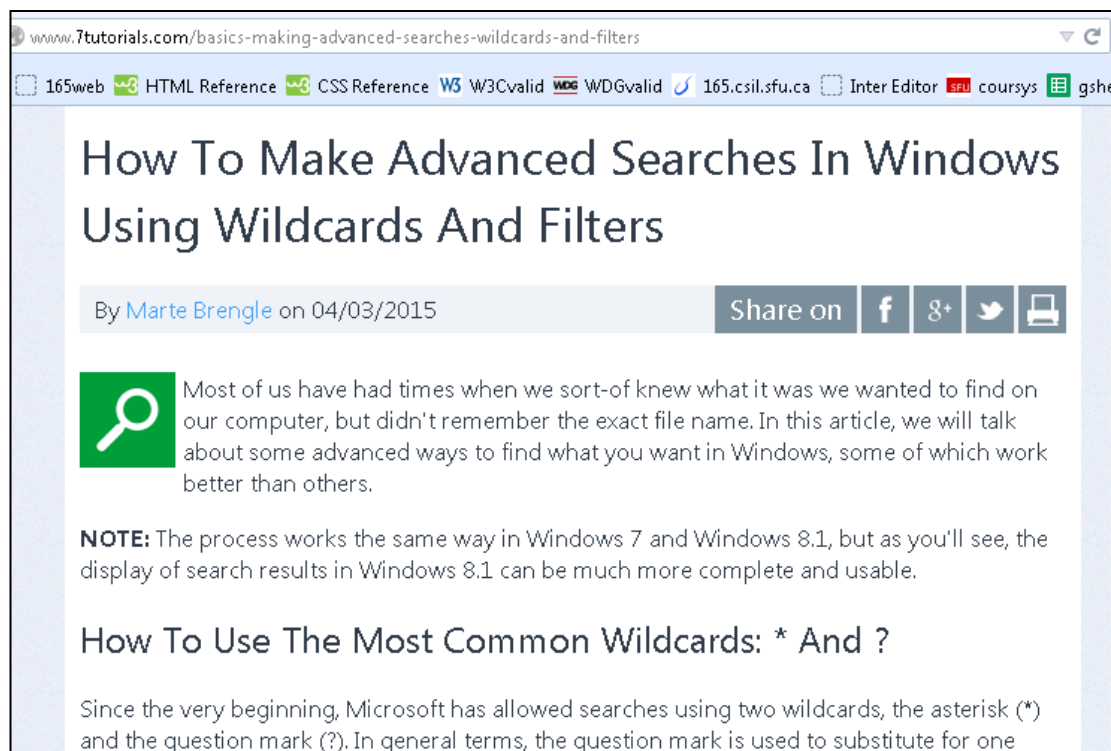 www.7tutorials.com/basics-making-advanced-searches-wildcards-and-filters
165web HTML Reference CSS Reference W3 W3Cvalid WDG WDGvalid 165.csil.sfu.ca Inter Editor SFU coursys gshe
How To Make Advanced Searches In Windows
Using Wildcards And Filters
By Marte Brengle on 04/03/2015 Share on f g+
Most of us have had times when we sort-of knew what it was we wanted to find on
our computer, but didn't remember the exact file name. In this article, we will talk
about some advanced ways to find what you want in Windows, some of which work
better than others.
NOTE: The process works the same way in Windows 7 and Windows 8.1, but as you'll see, the
display of search results in Windows 8.1 can be much more complete and usable.
How To Use The Most Common Wildcards: * And ?
Since the very beginning, Microsoft has allowed searches using two wildcards, the asterisk (*)
and the question mark (?). In general terms, the question mark is used to substitute for one